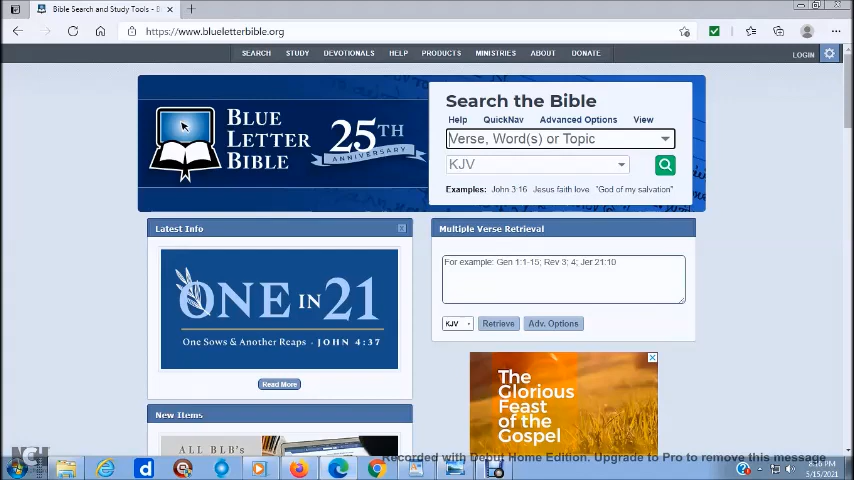 Bible Search and Study Tools - B
https://www.blueletterbible.org
SEARCH STUDY DEVOTIONALS HELP PRODUCTS MINISTRIES ABOUT DONATE
LOGIN
BLUE
LETTER
BIBLE
25TH
ANNIVERSARY
Search the Bible
Help QuickNav Advanced Options View
Verse, Word(s) or Topic
KJV
Examples: John 3:16 Jesus faith love "God of my salvation"
Latest Info
ONE IN 21
One Sows & Another Reaps - JOHN 4:37
Read More
New Items
ALL BLB's
Multiple Verse Retrieval
For example: Gen 1:1-15; Rev 3; 4; Jer 21:10
KJV Retrieve Adv. Options
The
Glorious
Feast
of the
Gospel
Recorded with Debut Home Edition. Upgrade to Pro to remove this message
8:16 PM
5/15/2021